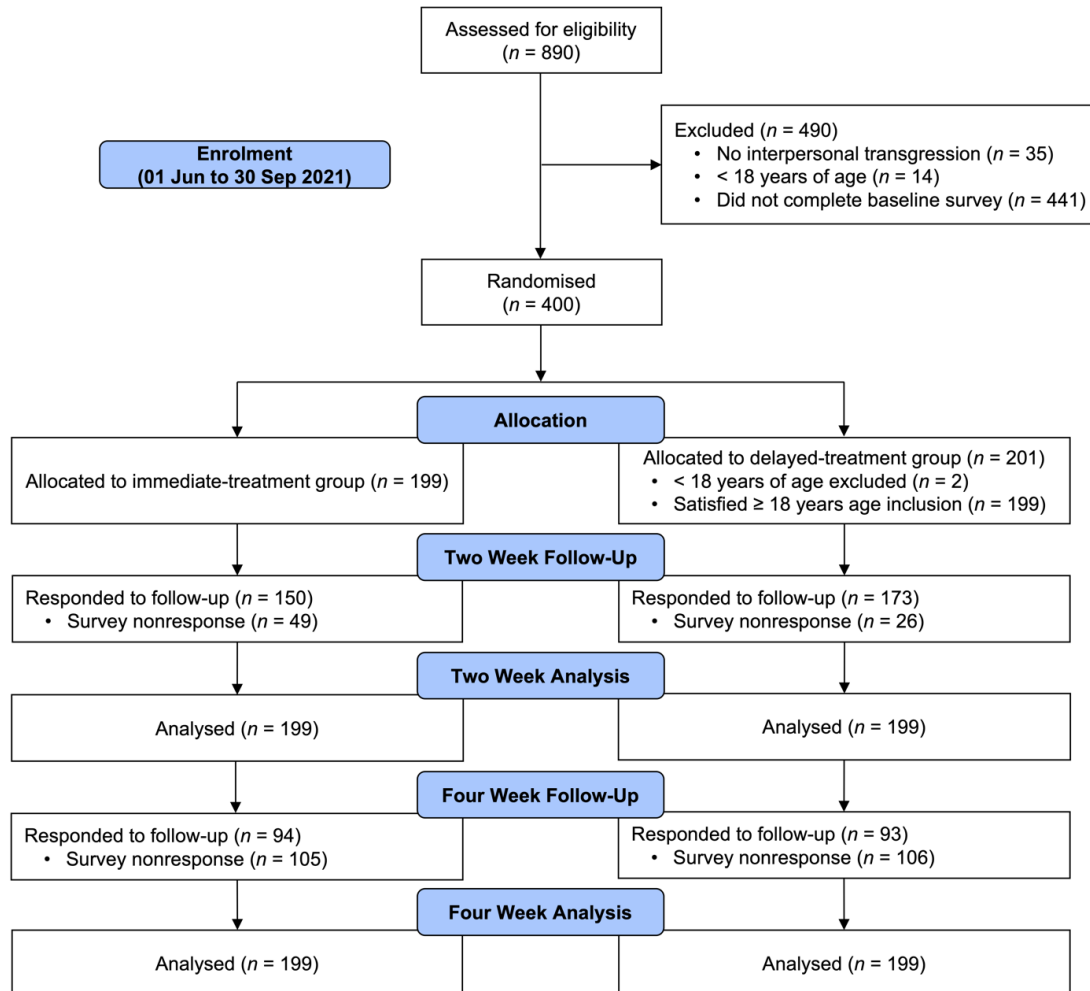 Assessed for eligibility
(n = 890)
Excluded (n = 490)
• No interpersonal transgression (n = 35)
• < 18 years of age (n = 14)
• Did not complete baseline survey (n = 441)
Enrolment
(01 Jun to 30 Sep 2021)
Randomised
(n = 400)
Allocation
Allocated to immediate-treatment group (n = 199)
Allocated to delayed-treatment group (n = 201)
• < 18 years of age excluded (n = 2)
• Satisfied ≥ 18 years age inclusion (n = 199)
Two Week Follow-Up
Responded to follow-up (n = 150)
• Survey nonresponse (n = 49)
Responded to follow-up (n = 173)
• Survey nonresponse (n = 26)
Two Week Analysis
Analysed (n = 199)
Analysed (n = 199)
Four Week Follow-Up
Responded to follow-up (n = 94)
• Survey nonresponse (n = 105)
Responded to follow-up (n = 93)
• Survey nonresponse (n = 106)
Four Week Analysis
Analysed (n = 199)
Analysed (n = 199)